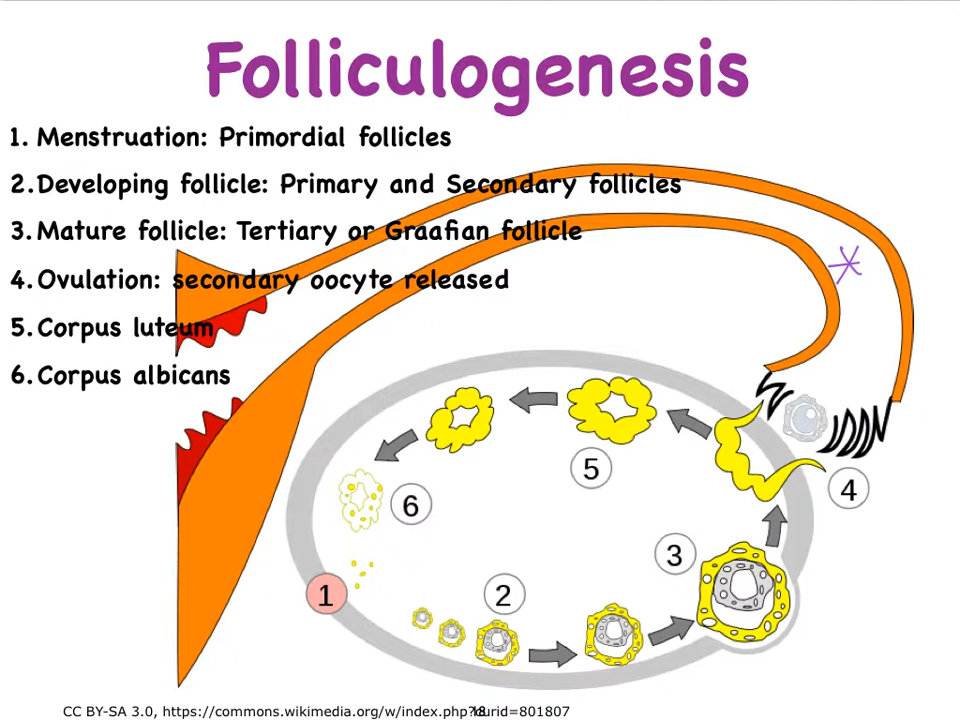 Folliculogenesis
1. Menstruation: Primordial follicles
2. Developing follicle: Primary and Secondary follicles
3. Mature follicle: Tertiary or Graafian follicle
4. Ovulation: secondary oocyte released
5. Corpus luteum
6. Corpus albicans
5
6
4
3
1
2
CC BY-SA 3.0, https://commons.wikimedia.org/w/index.php?curid=801807